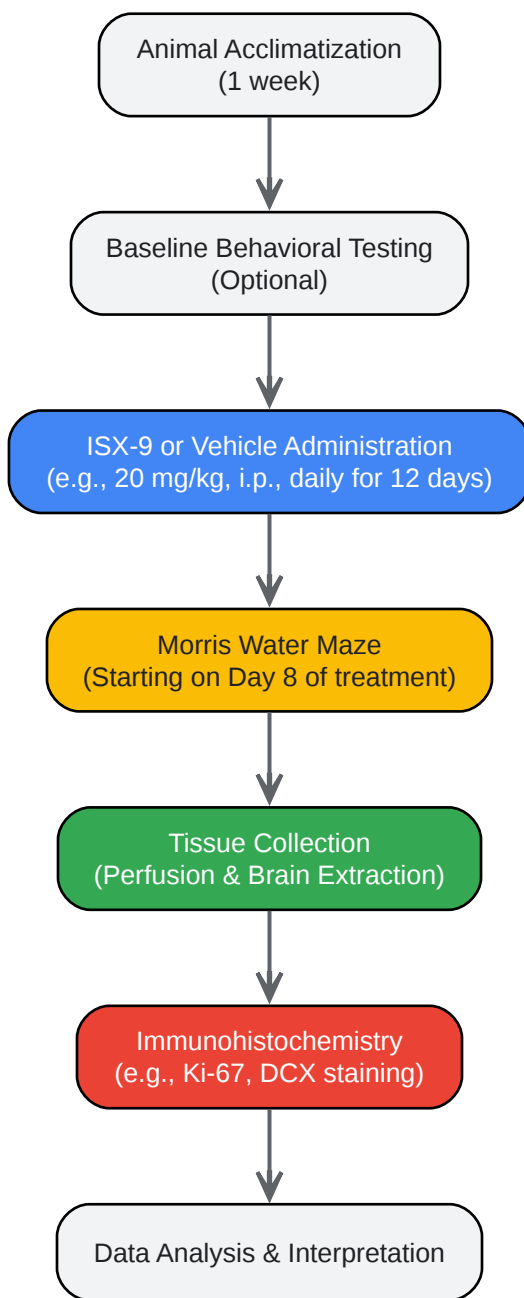 Animal Acclimatization
(1 week)
Baseline Behavioral Testing
(Optional)
ISX-9 or Vehicle Administration
(e.g., 20 mg/kg, i.p., daily for 12 days)
Morris Water Maze
(Starting on Day 8 of treatment)
Tissue Collection
(Perfusion & Brain Extraction)
Immunohistochemistry
(e.g., Ki-67, DCX staining)
Data Analysis & Interpretation